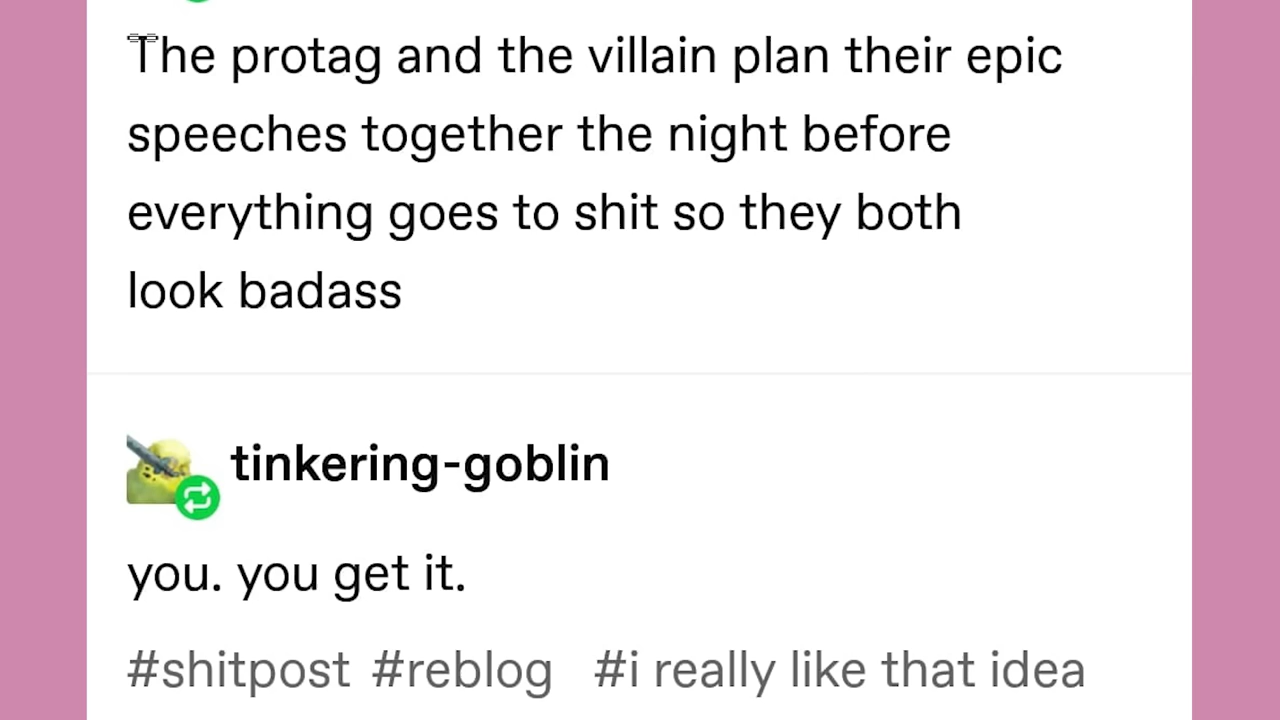 The protag and the villain plan their epic
speeches together the night before
everything goes to shit so they both
look badass
tinkering-goblin
you. you get it.
#shitpost #reblog #i really like that idea